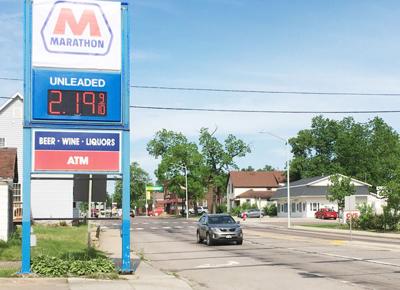 M
MARATHON
UNLEADED
2.19 9/10
BEER · WINE · LIQUORS
ATM